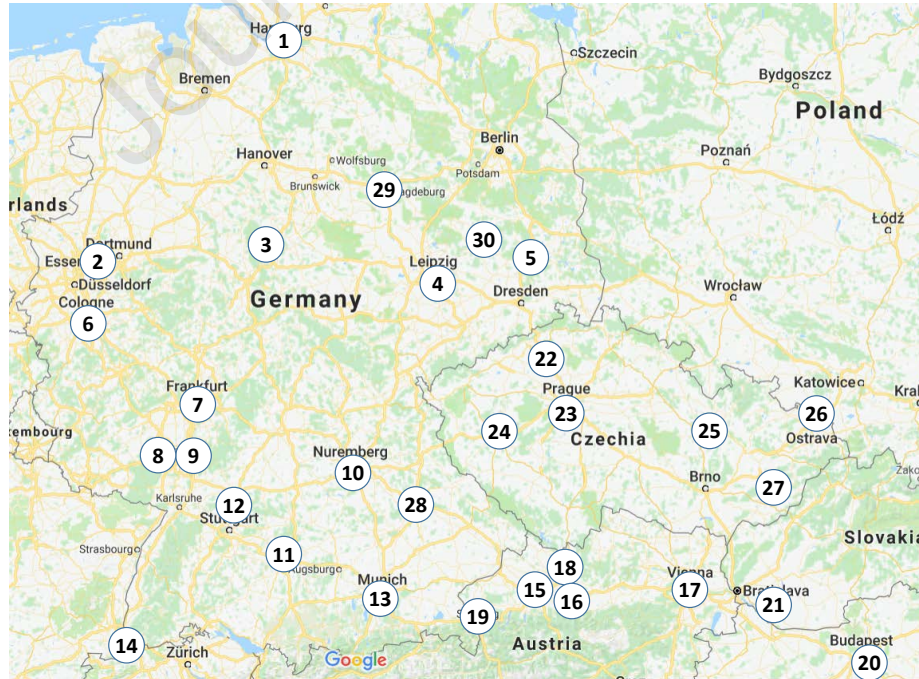 Hamburg
1
Szczecin
Bremen
Bydgoszcz
Poland
Berlin
Hanover
Wolfsburg
Poznań
Potsdam
Brunswick
29 agdeburg
rlands
Łódź
3
30
Dortmund
Essen
2
5
Leipzig
4
Düsseldorf
Wrocław
Dresden
Germany
Cologne
6
22
Katowice
Frankfurt
Prague
Kra
7
23
26
24
25
Czechia
Ostrava
xembourg
8
9
Nuremberg
10
Brno
27
Karlsruhe
12
28
Stuttgart
Slovakia
Strasbourg
11
18
Augsburg
Vienna
Munich
15
17
Bratislava
13
16
21
19
Austria
14
Budapest
Zürich
Google
20